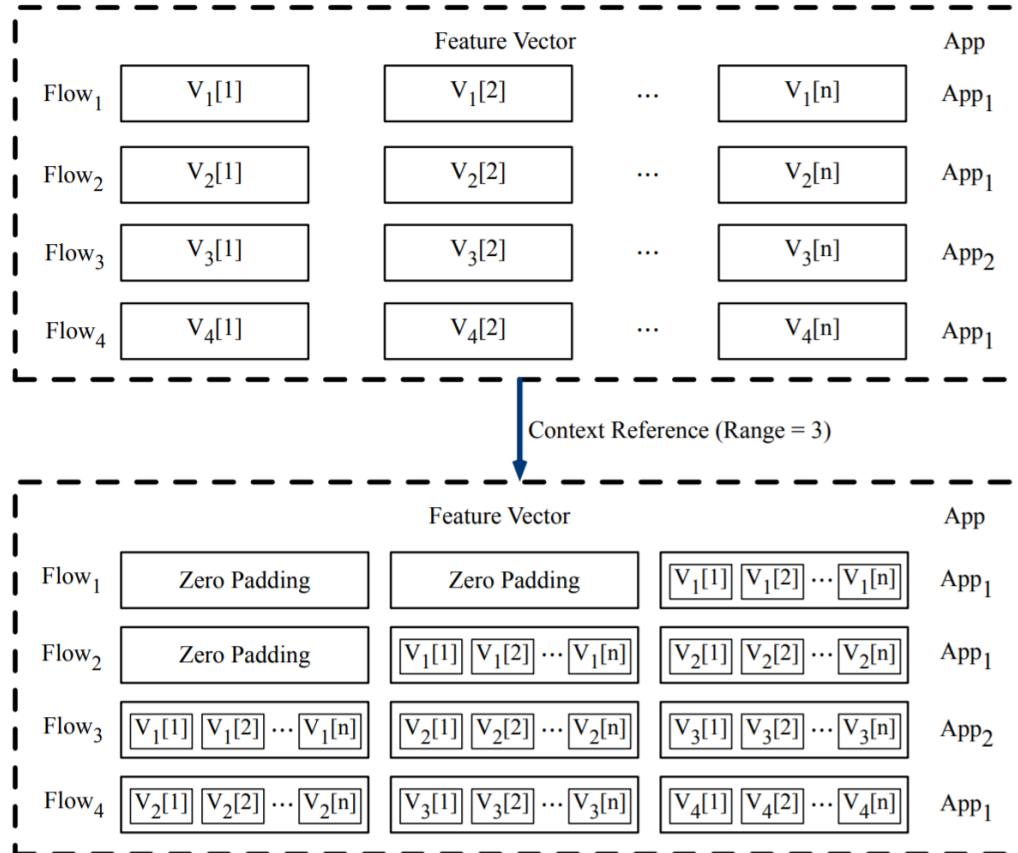 Feature Vector App
Flow₁ V₁[1] V₁[2] ... V₁[n] App₁
Flow₂ V₂[1] V₂[2] ... V₂[n] App₁
Flow₃ V₃[1] V₃[2] ... V₃[n] App₂
Flow₄ V₄[1] V₄[2] ... V₄[n] App₁
Context Reference (Range = 3)
Feature Vector App
Flow₁ Zero Padding Zero Padding V₁[1] V₁[2] ... V₁[n] App₁
Flow₂ Zero Padding V₁[1] V₁[2] ... V₁[n] V₂[1] V₂[2] ... V₂[n] App₁
Flow₃ V₁[1] V₁[2] ... V₁[n] V₂[1] V₂[2] ... V₂[n] V₃[1] V₃[2] ... V₃[n] App₂
Flow₄ V₂[1] V₂[2] ... V₂[n] V₃[1] V₃[2] ... V₃[n] V₄[1] V₄[2] ... V₄[n] App₁